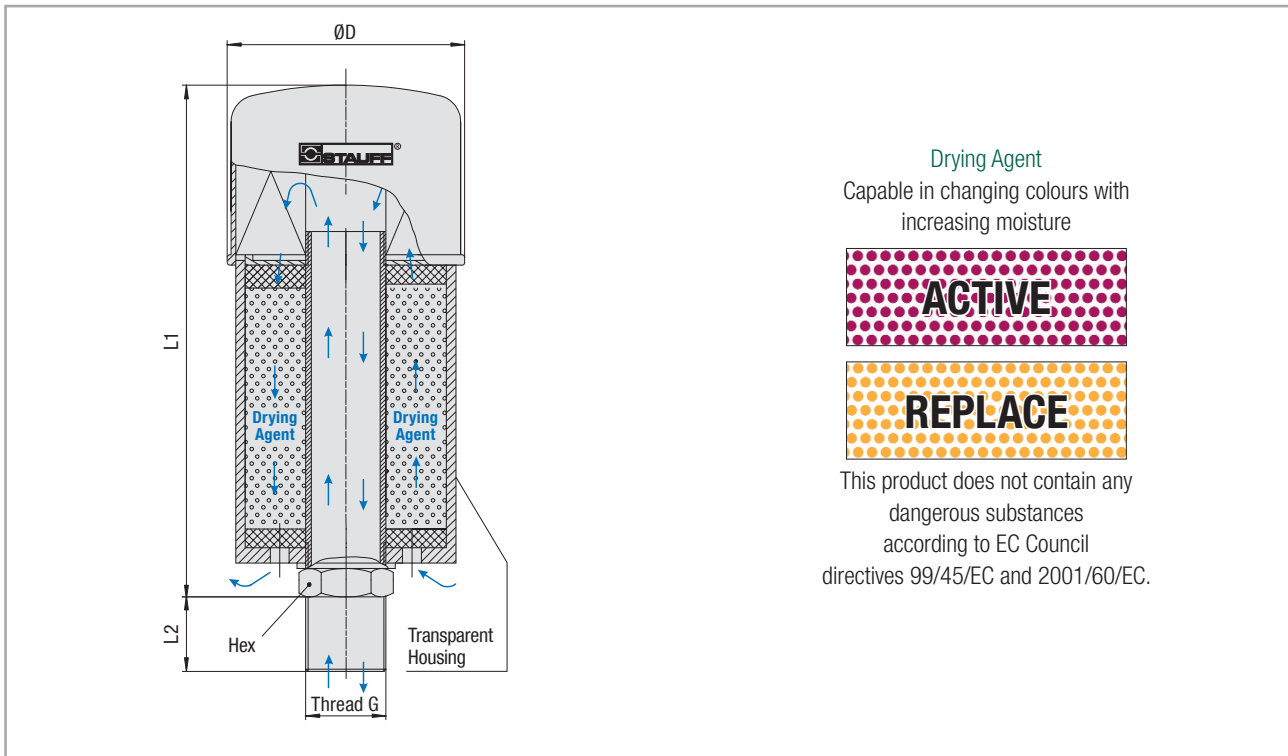 ØD
STAUFF®
L1
Drying
Agent
Drying
Agent
L2
Hex
Transparent
Housing
Thread G
Drying Agent
Capable in changing colours with
increasing moisture
ACTIVE
REPLACE
This product does not contain any
dangerous substances
according to EC Council
directives 99/45/EC and 2001/60/EC.